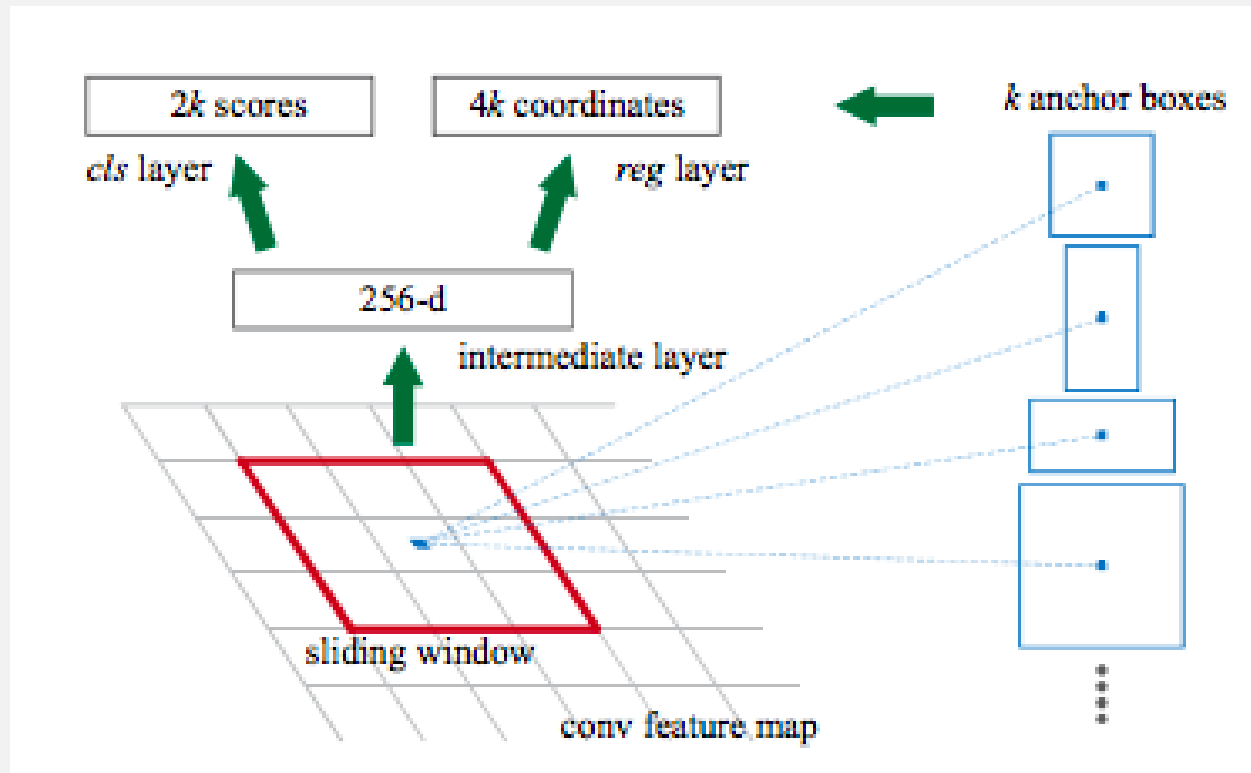 2k scores
4k coordinates
k anchor boxes
cls layer
reg layer
256-d
intermediate layer
sliding window
conv feature map